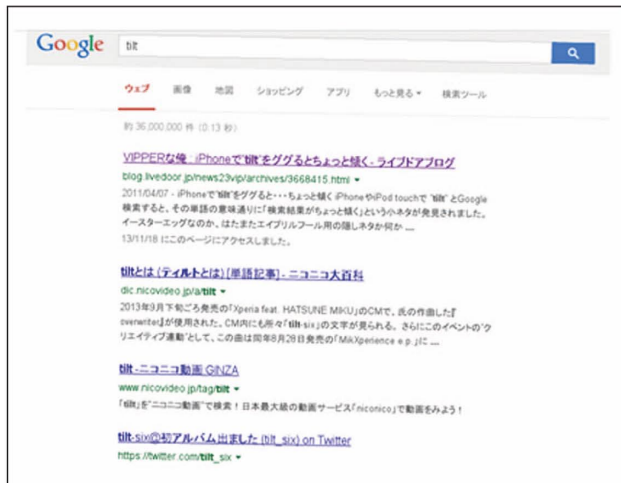 Google tilt
ウェブ 画像 地図 ショッピング アプリ もっと見る 検索ツール
約 36,000,000 件 (0.13 秒)
VIPPERな俺 : iPhoneで"tilt"をググるとちょっと傾く - ライブドアブログ
blog.livedoor.jp/news23vip/archives/3668415.html
2011/04/07 - iPhoneで"tilt"をググると・・・ちょっと傾く iPhoneやiPod touchで "tilt" とGoogle
検索すると、その単語の意味通りに「検索結果がちょっと傾く」という小ネタが発見されました。
イースターエッグなのか、はたまたエイプリルフール用の隠しネタか何か ...
13/11/18 にこのページにアクセスしました。
tiltとは (ティルトとは) [単語記事] - ニコニコ大百科
dic.nicovideo.jp/a/tilt
2013年9月下旬ごろ発売の「Xperia feat. HATSUNE MIKU」のCMで、氏の作曲した『
overwriter』が使用された。CM内にも所々「tilt-six」の文字が見られる。 さらにこのイベントの"ク
リエイティブ連動"として、この曲は同年8月28日発売の「MikXperience e.p.」に ...
tilt - ニコニコ動画:GINZA
www.nicovideo.jp/tag/tilt
「tilt」を"ニコニコ動画"で検索！日本最大級の動画サービス「niconico」で動画をみよう！
tilt-six@初アルバム出ました (tilt_six) on Twitter
https://twitter.com/tilt_six